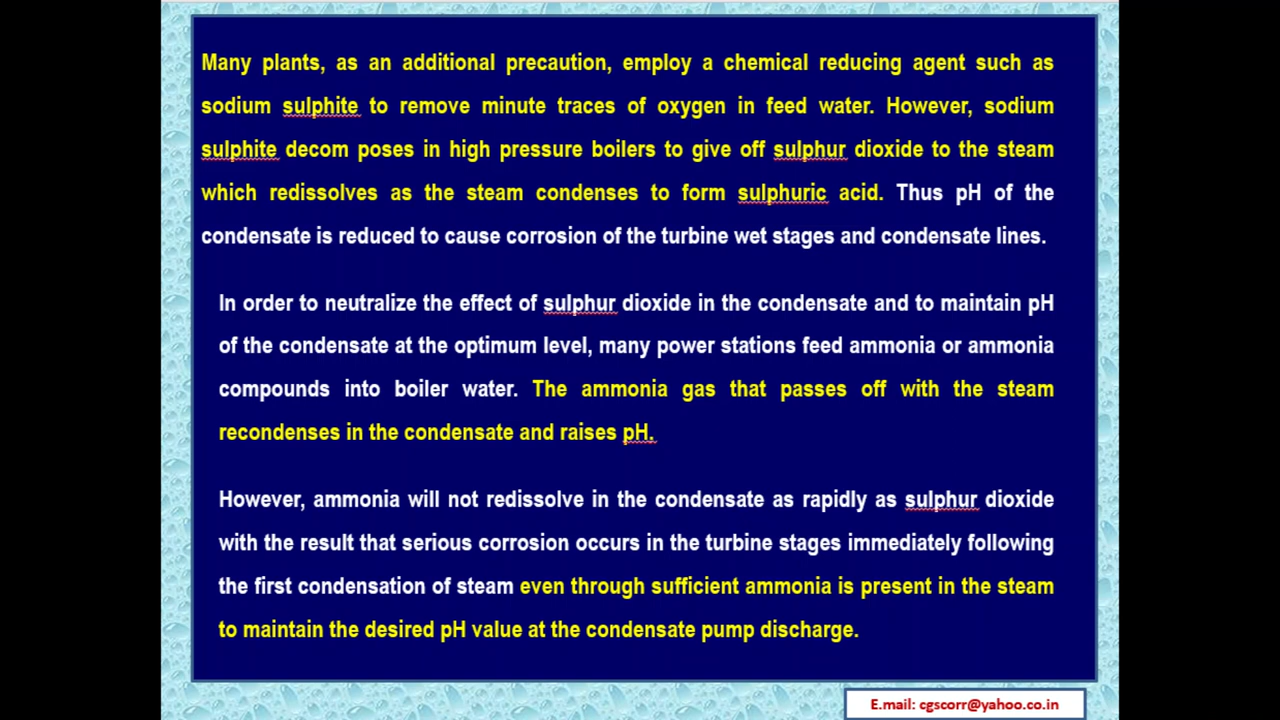 Many plants, as an additional precaution, employ a chemical reducing agent such as
sodium sulphite to remove minute traces of oxygen in feed water. However, sodium
sulphite decom poses in high pressure boilers to give off sulphur dioxide to the steam
which redissolves as the steam condenses to form sulphuric acid. Thus pH of the
condensate is reduced to cause corrosion of the turbine wet stages and condensate lines.
In order to neutralize the effect of sulphur dioxide in the condensate and to maintain pH
of the condensate at the optimum level, many power stations feed ammonia or ammonia
compounds into boiler water. The ammonia gas that passes off with the steam
recondenses in the condensate and raises pH.
However, ammonia will not redissolve in the condensate as rapidly as sulphur dioxide
with the result that serious corrosion occurs in the turbine stages immediately following
the first condensation of steam even through sufficient ammonia is present in the steam
to maintain the desired pH value at the condensate pump discharge.
E.mail: cgscorr@yahoo.co.in